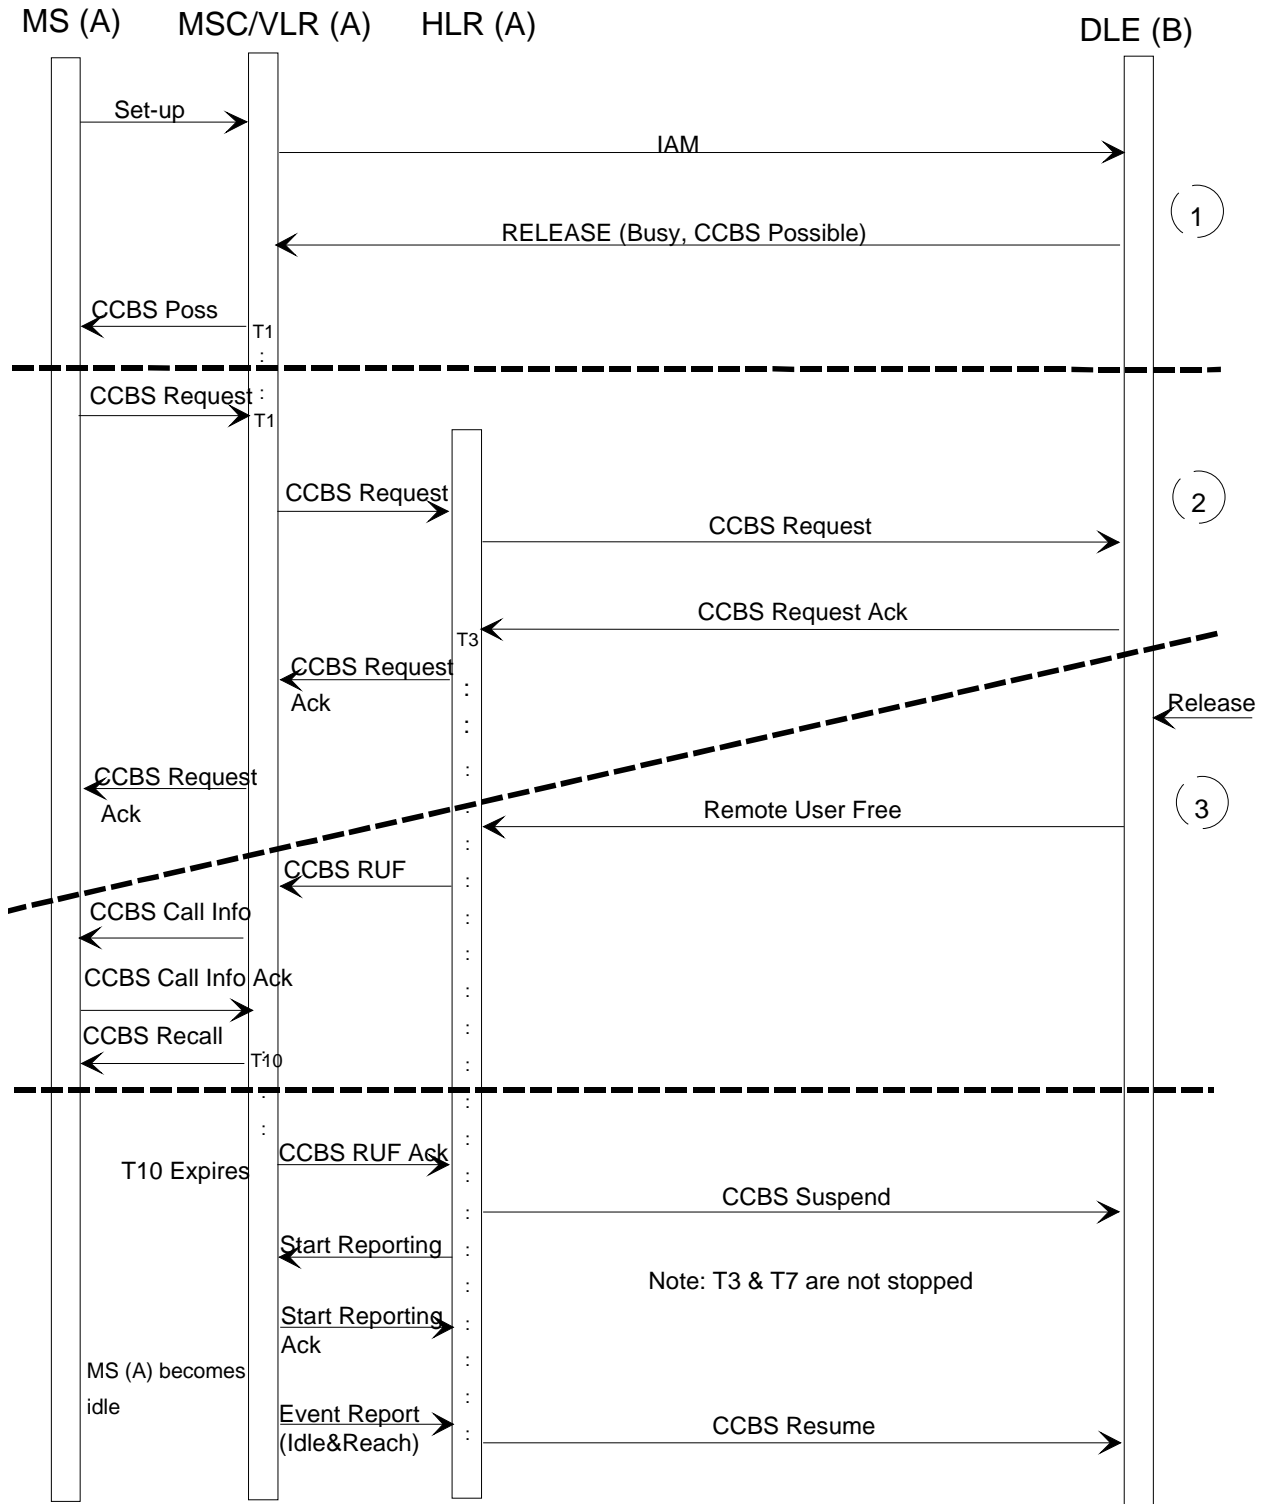 MS (A)
MSC/VLR (A)
HLR (A)
DLE (B)
Set-up
IAM
1
RELEASE (Busy, CCBS Possible)
CCBS Poss
T1
:
CCBS Request
:
T1
CCBS Request
2
CCBS Request
CCBS Request Ack
T3
CCBS Request
Ack
:
:
Release
CCBS Request
Ack
:
Remote User Free
3
:
:
CCBS RUF
:
CCBS Call Info
:
:
CCBS Call Info Ack
:
CCBS Recall
:
T10
:
:
:
:
:
:
T10 Expires
CCBS RUF Ack
:
CCBS Suspend
:
Start Reporting
:
Note: T3 & T7 are not stopped
:
Start Reporting
Ack
:
:
MS (A) becomes
idle
:
:
Event Report
(Idle&Reach)
:
CCBS Resume